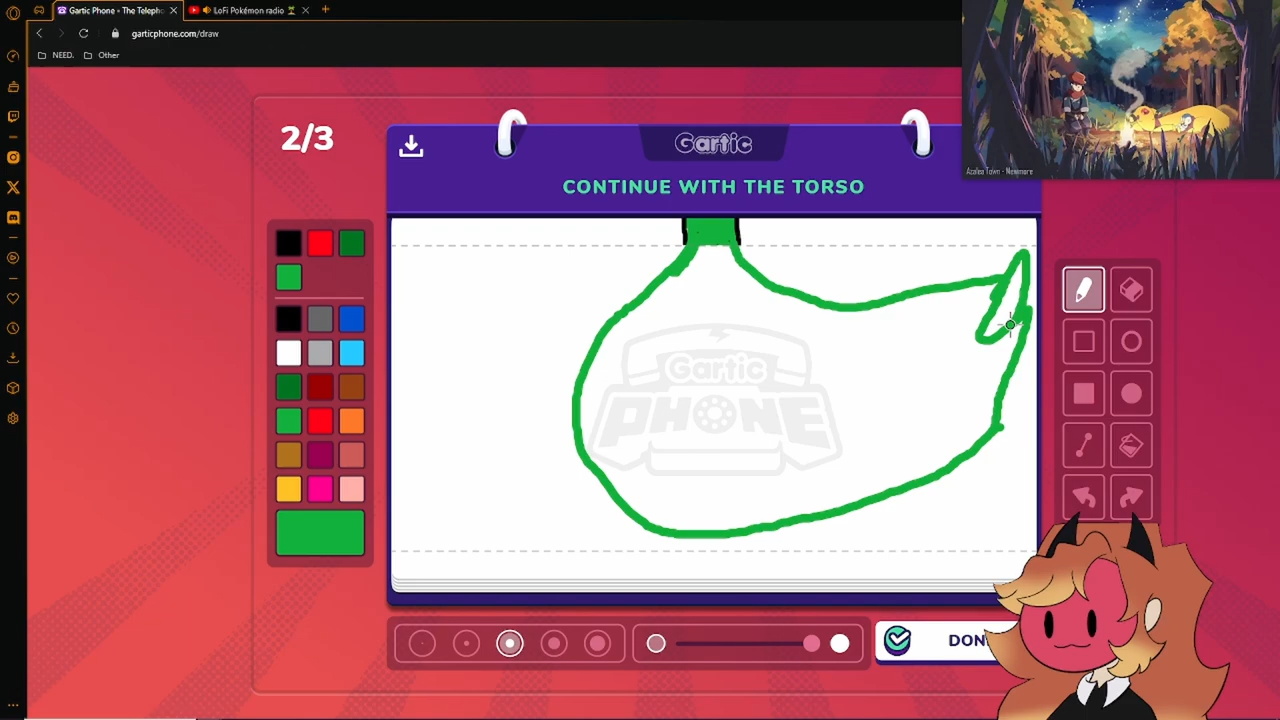 Gartic Phone - The Teleph
LoFi Pokémon radio
garticphone.com/draw
NEED.
Other
2/3
Gartic
CONTINUE WITH THE TORSO
Azalea Town - Newmore
Gartic
PHONE
DON